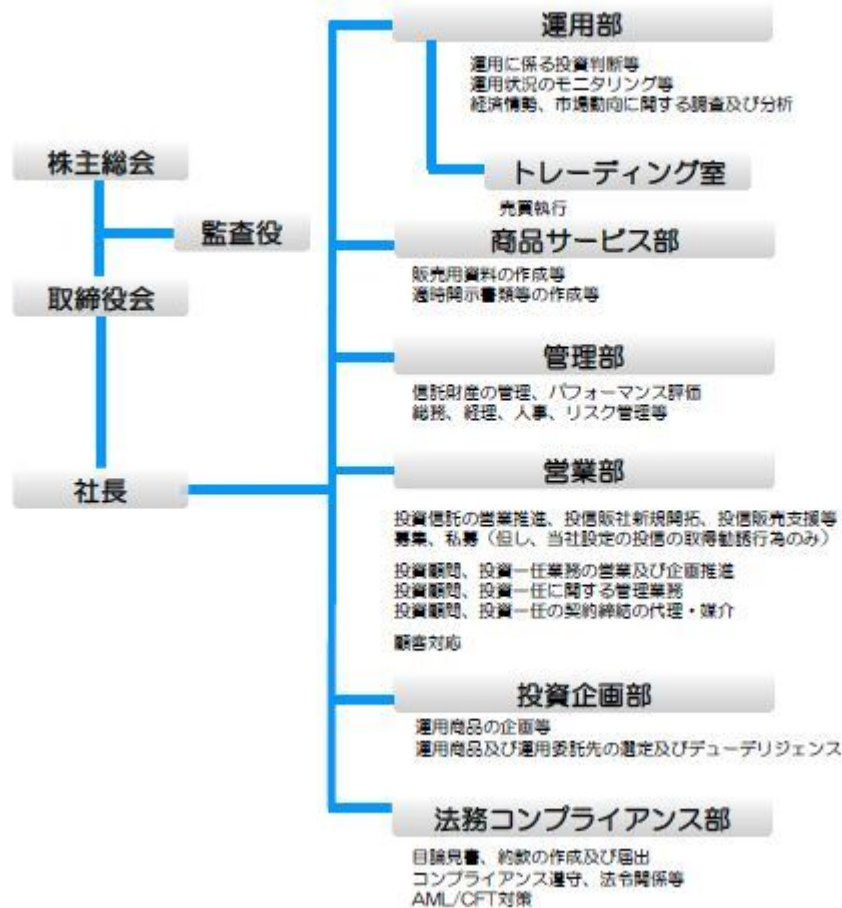 株主総会
監査役
取締役会
社長
運用部
運用に係る投資判断等
運用状況のモニタリング等
経済情勢、市場動向に関する調査及び分析
トレーディング室
売買執行
商品サービス部
販売用資料の作成等
適時開示書類等の作成等
管理部
信託財産の管理、パフォーマンス評価
総務、経理、人事、リスク管理等
営業部
投資信託の営業推進、投信販社新規開拓、投信販売支援等
募集、私募（但し、当社設定の投信の取得勧誘行為のみ）
投資顧問、投資一任業務の営業及び企画推進
投資顧問、投資一任に関する管理業務
投資顧問、投資一任の契約締結の代理・媒介
顧客対応
投資企画部
運用商品の企画等
運用商品及び運用委託先の選定及びデューデリジェンス
法務コンプライアンス部
目論見書、約款の作成及び届出
コンプライアンス遵守、法令関係等
AML/CFT対策